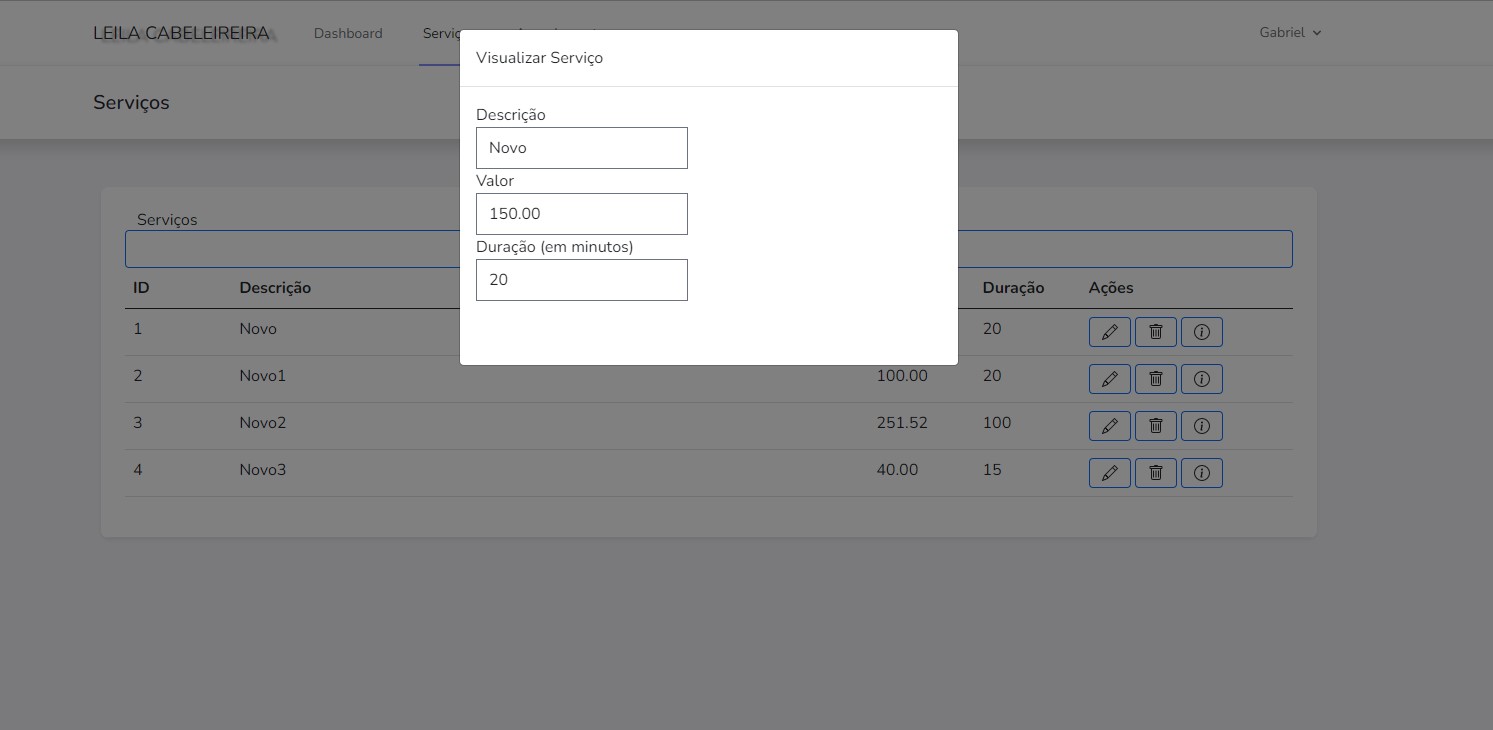 LEILA CABELEIREIRA
Dashboard
Gabriel
Visualizar Serviço
Serviços
Descrição
Novo
Valor
150.00
Duração (em minutos)
20
Serviços
ID Descrição Duração Ações
1 Novo 20
2 Novo1 100.00 20
3 Novo2 251.52 100
4 Novo3 40.00 15